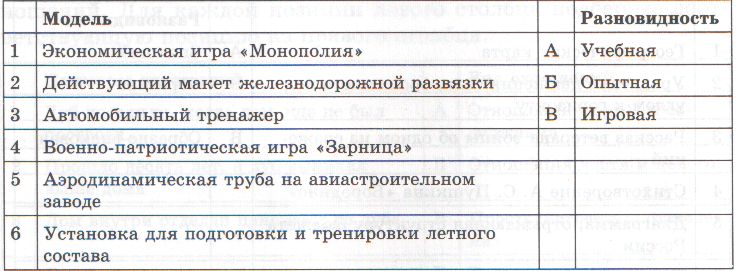 Модель Разновидность
1 Экономическая игра «Монополия» А Учебная
2 Действующий макет железнодорожной развязки Б Опытная
3 Автомобильный тренажер В Игровая
4 Военно-патриотическая игра «Зарница»
5 Аэродинамическая труба на авиастроительном
заводе
6 Установка для подготовки и тренировки летного
состава